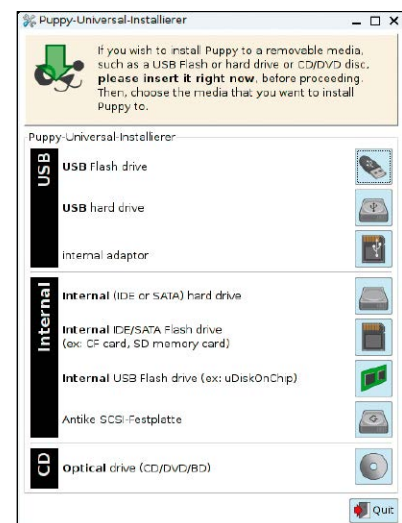 Puppy-Universal-Installierer
If you wish to install Puppy to a removable media,
such as a USB Flash or hard drive or CD/DVD disc,
please insert it right now, before proceeding.
Then, choose the media that you want to install
Puppy to.
Puppy-Universal-Installierer
USB
USB Flash drive
USB hard drive
internal adaptor
Internal
Internal (IDE or SATA) hard drive
Internal IDE/SATA Flash drive
(ex: CF card, SD memory card)
Internal USB Flash drive (ex: uDiskOnChip)
Antike SCSI-Festplatte
CD
Optical drive (CD/DVD/BD)
Quit